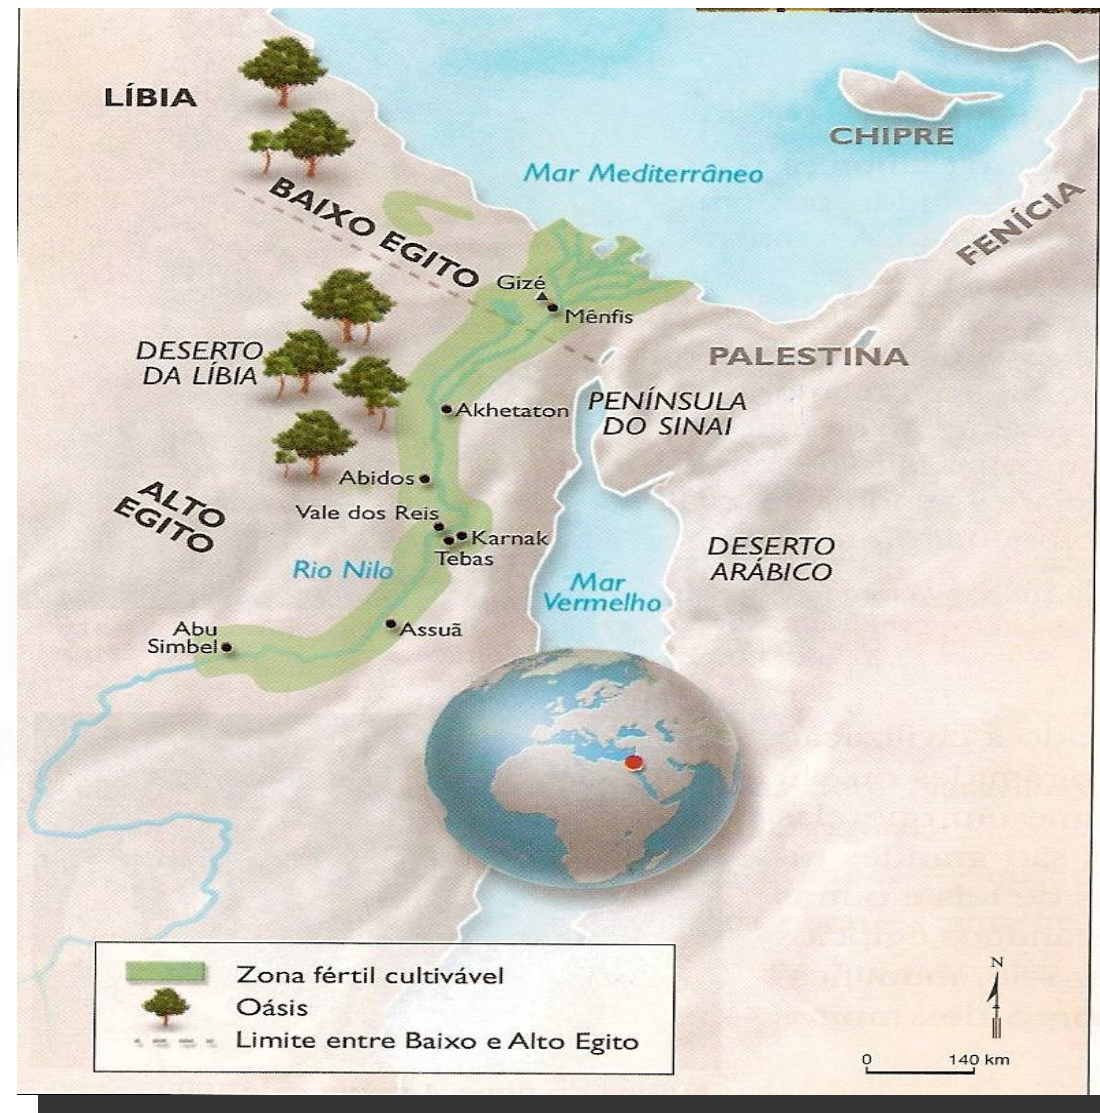 LÍBIA
CHIPRE
Mar Mediterrâneo
BAIXO EGITO
FENÍCIA
Gizé
Mênfis
DESERTO
DA LÍBIA
PALESTINA
Akhetaton
PENÍNSULA
DO SINAI
Abidos
ALTO
EGITO
Vale dos Reis
Karnak
Tebas
Rio Nilo
DESERTO
ARÁBICO
Mar
Vermelho
Abu
Simbel
Assuã
Zona fértil cultivável
Oásis
Limite entre Baixo e Alto Egito
N
0 140 km